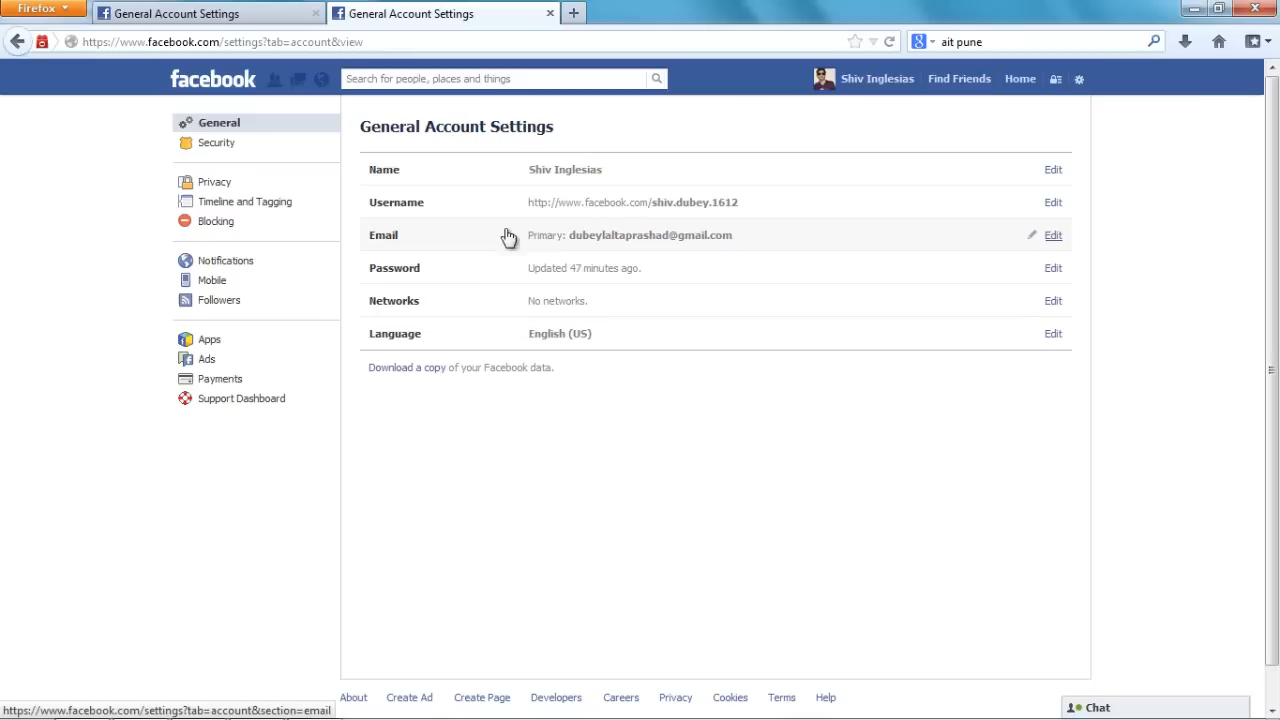 Firefox
General Account Settings
General Account Settings
https://www.facebook.com/settings?tab=account&view
ait pune
facebook
Search for people, places and things
Shiv Inglesias
Find Friends
Home
General
Security
Privacy
Timeline and Tagging
Blocking
Notifications
Mobile
Followers
Apps
Ads
Payments
Support Dashboard
General Account Settings
Name Shiv Inglesias Edit
Username http://www.facebook.com/shiv.dubey.1612 Edit
Email Primary: dubeylaltaprashad@gmail.com Edit
Password Updated 47 minutes ago. Edit
Networks No networks. Edit
Language English (US) Edit
Download a copy of your Facebook data.
About Create Ad Create Page Developers Careers Privacy Cookies Terms Help
Chat
https://www.facebook.com/settings?tab=account&section=email